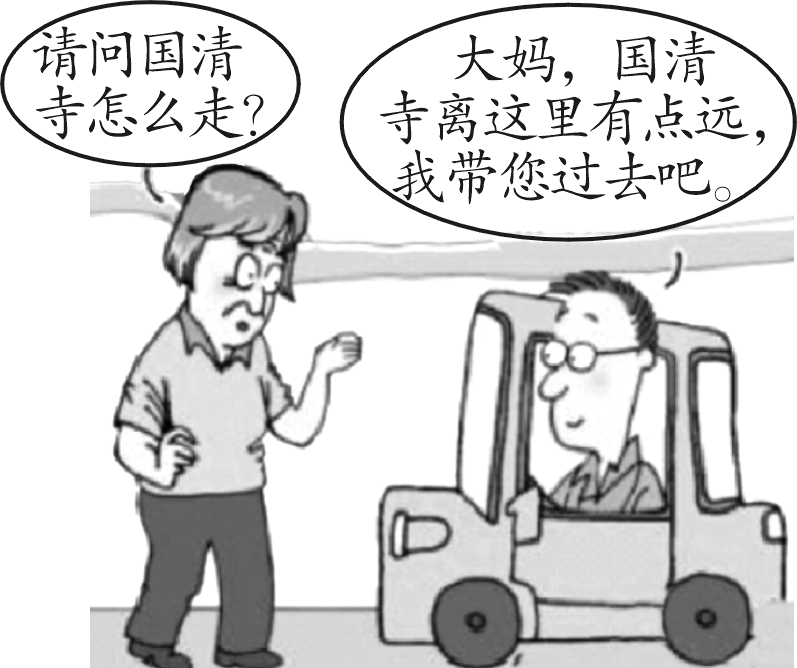 请问国清
寺怎么走?
大妈，国清
寺离这里有点远，
我带您过去吧。